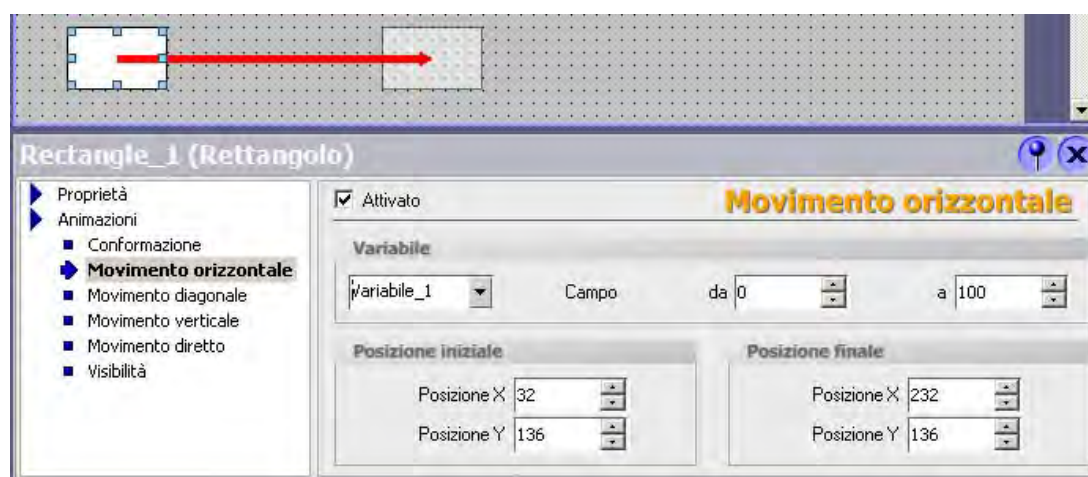 Rectangle_1 (Rettangolo)
Proprietà
Animazioni
Conformazione
Movimento orizzontale
Movimento diagonale
Movimento verticale
Movimento diretto
Visibilità
Attivato
Movimento orizzontale
Variabile
Variabile_1 Campo da 0 a 100
Posizione iniziale
Posizione X 32
Posizione Y 136
Posizione finale
Posizione X 232
Posizione Y 136